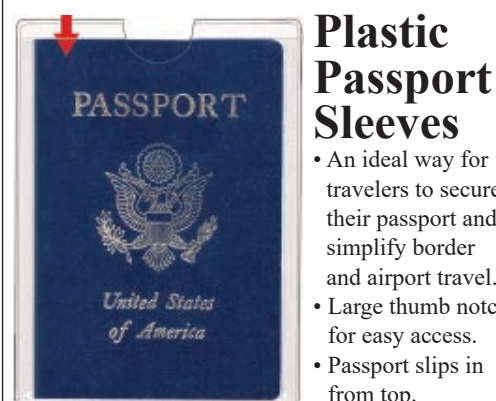 PASSPORT
United States
of America
Plastic
Passport
Sleeves
• An ideal way for
travelers to secure
their passport and
simplify border
and airport travel.
• Large thumb notc
for easy access.
• Passport slips in
from top.